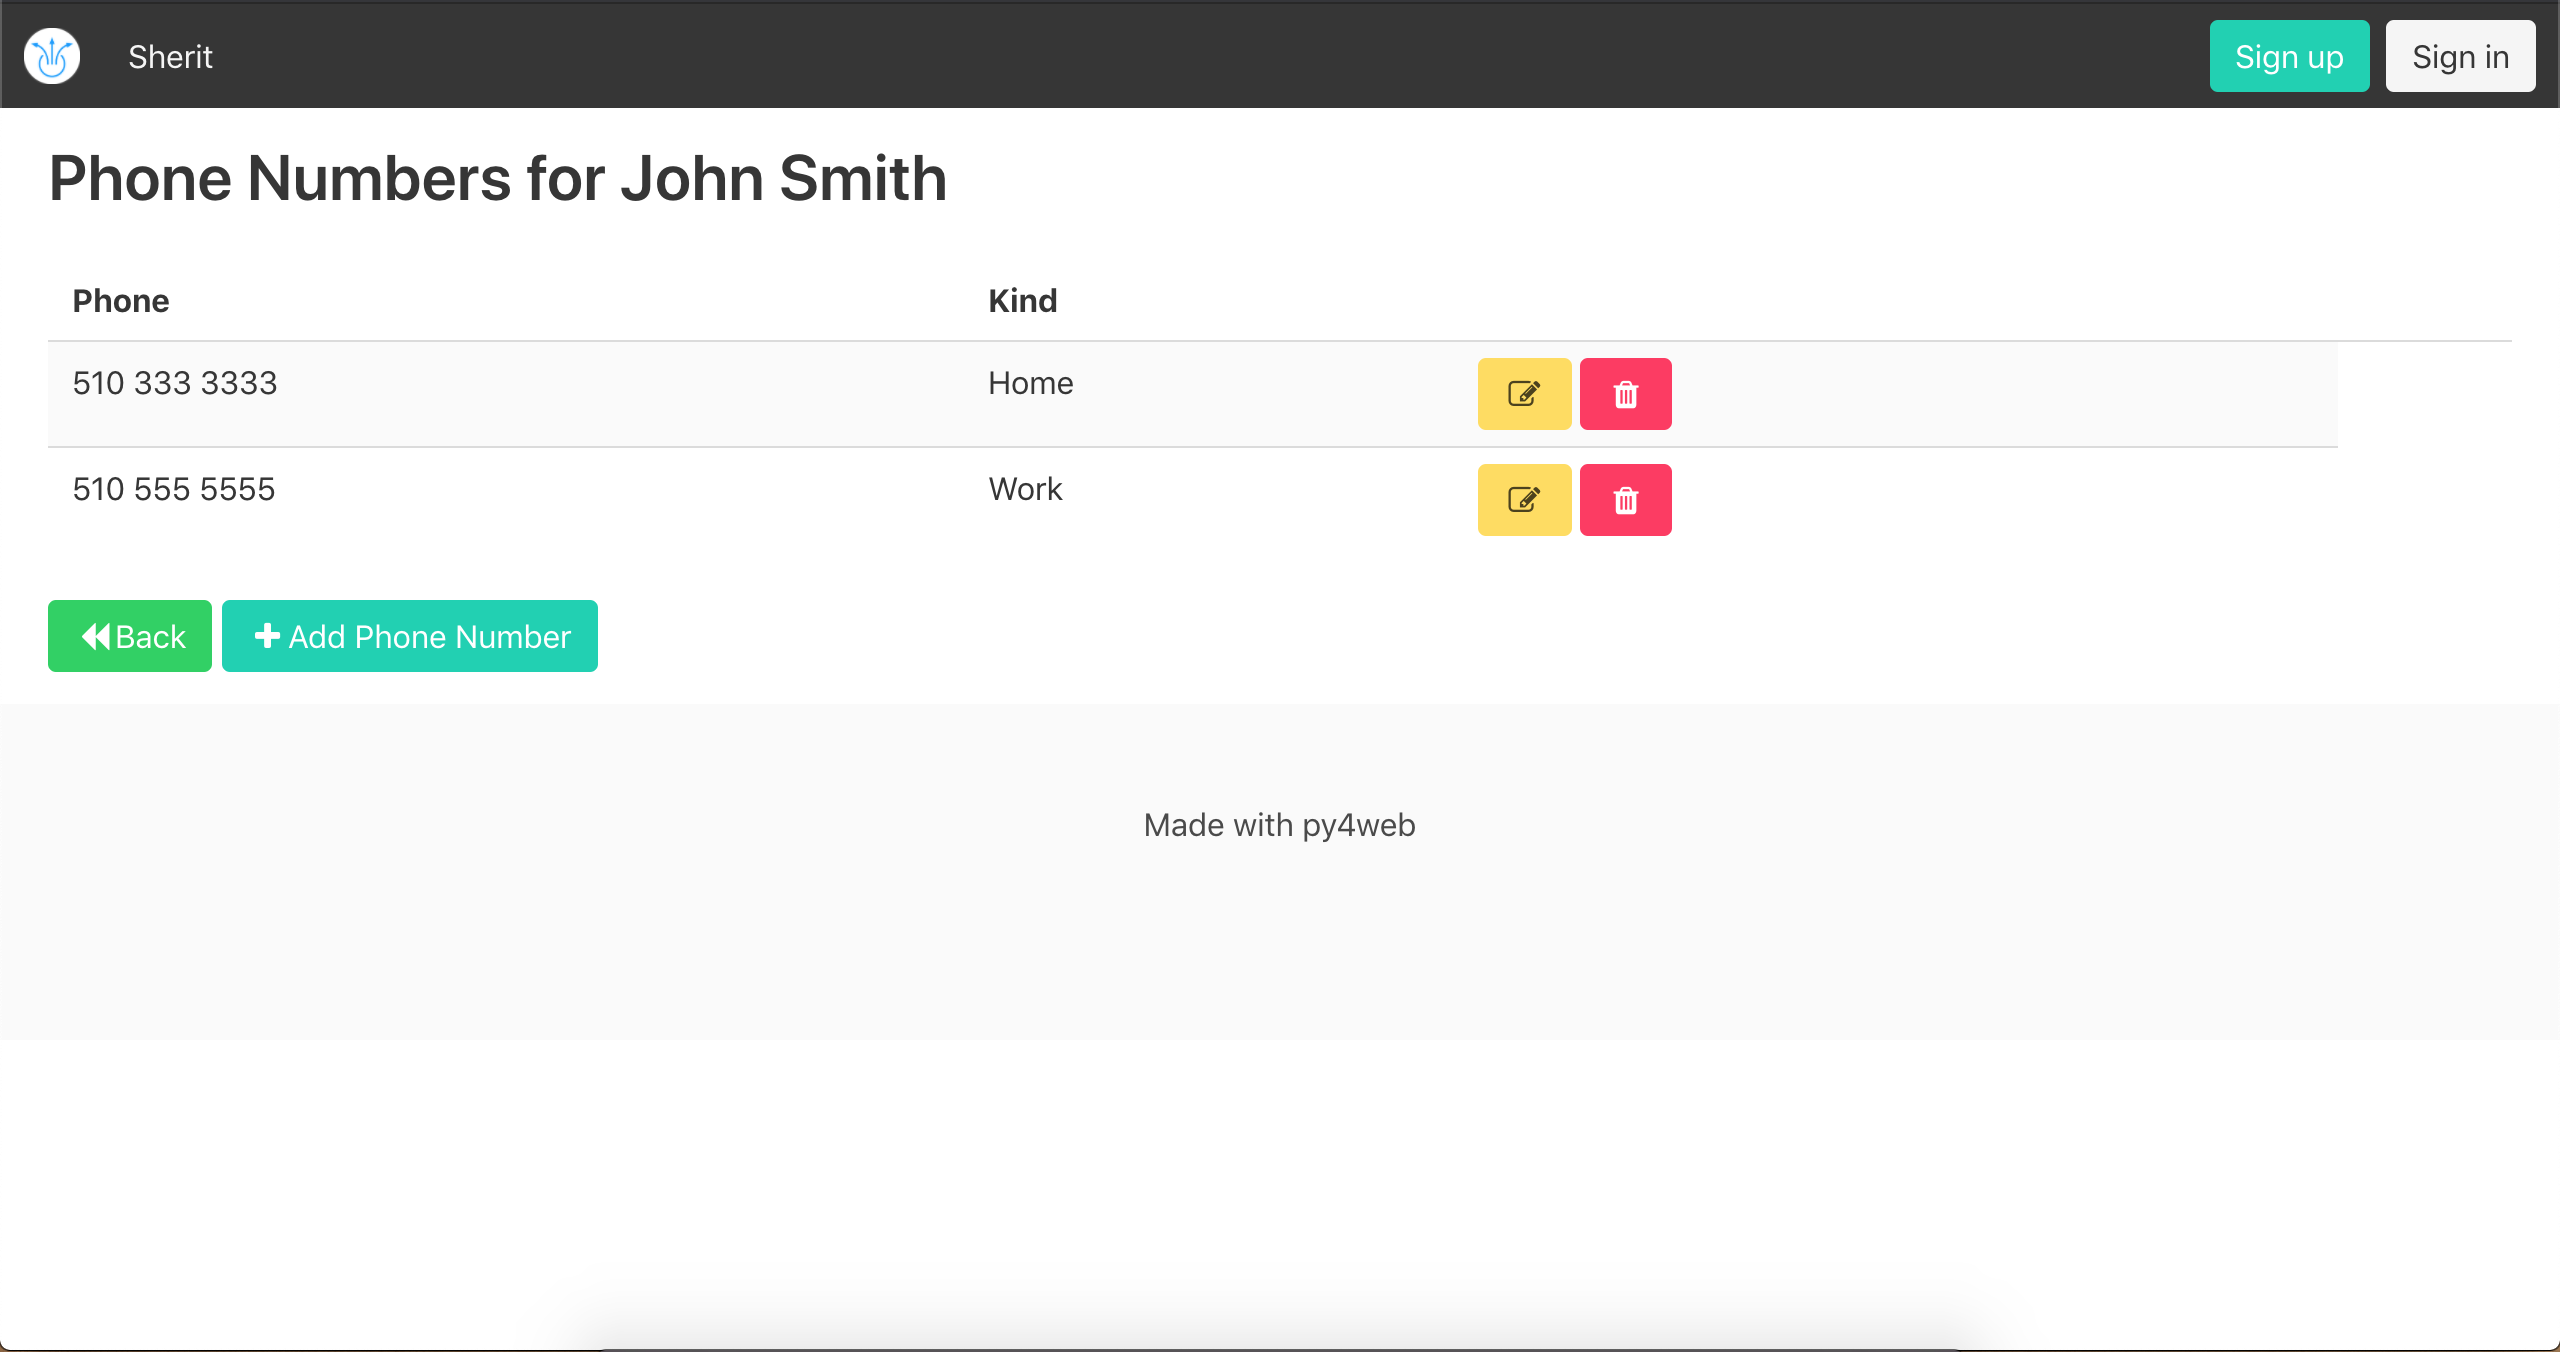 Sherit
Sign up
Sign in
Phone Numbers for John Smith
Phone Kind
510 333 3333 Home
510 555 5555 Work
Back
Add Phone Number
Made with py4web